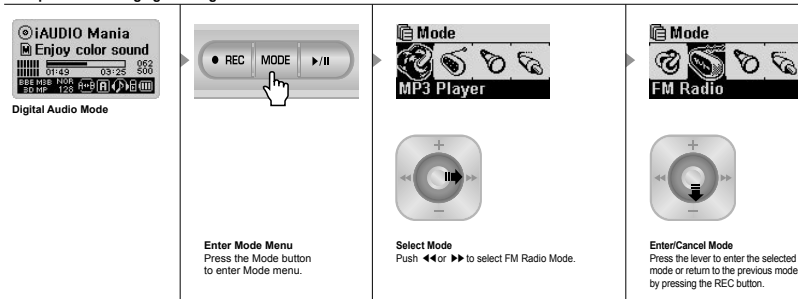 iAUDIO Mania
M Enjoy color sound
01:49 03:25
062
500
BBE M3B NOR
3D MP 128
Digital Audio Mode
REC MODE
Enter Mode Menu
Press the Mode button
to enter Mode menu.
Mode
MP3 Player
Select Mode
Push ◀◀ or ▶▶ to select FM Radio Mode.
Mode
FM Radio
Enter/Cancel Mode
Press the lever to enter the selected
mode or return to the previous mode
by pressing the REC button.